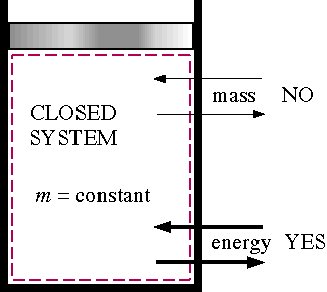 CLOSED
SYSTEM
m = constant
mass NO
energy YES